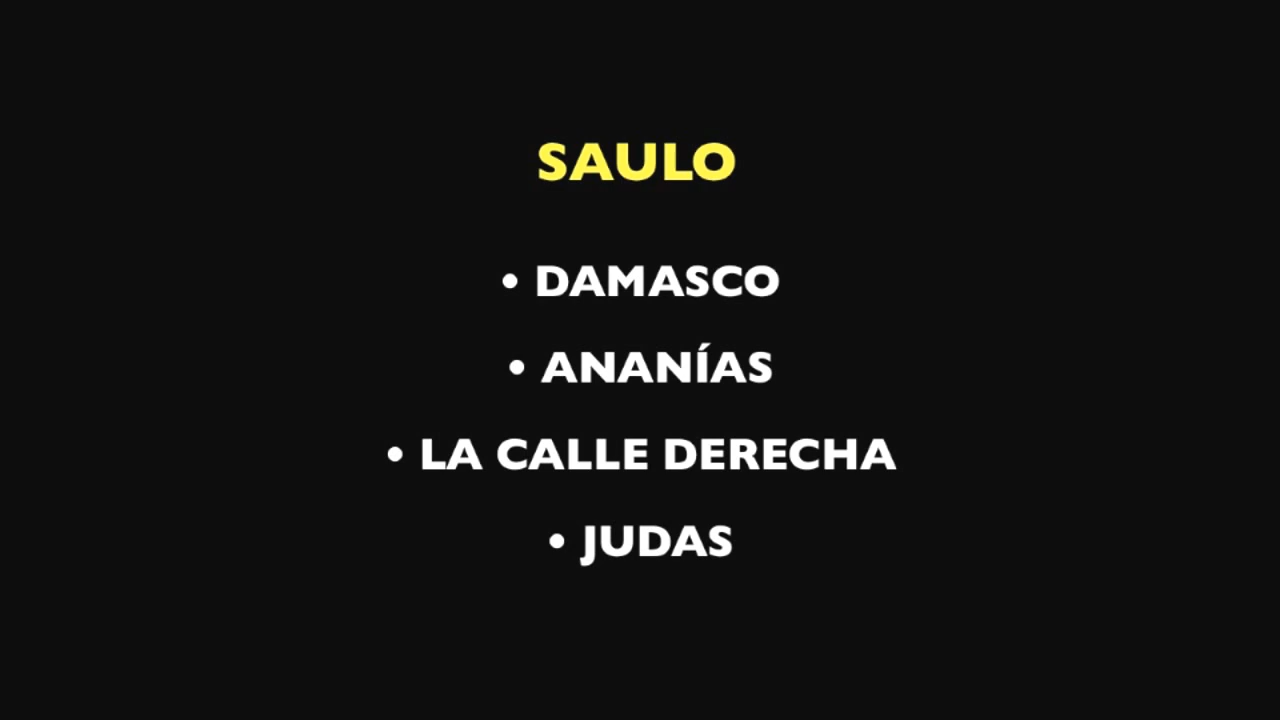 SAULO
• DAMASCO
• ANANÍAS
• LA CALLE DERECHA
• JUDAS